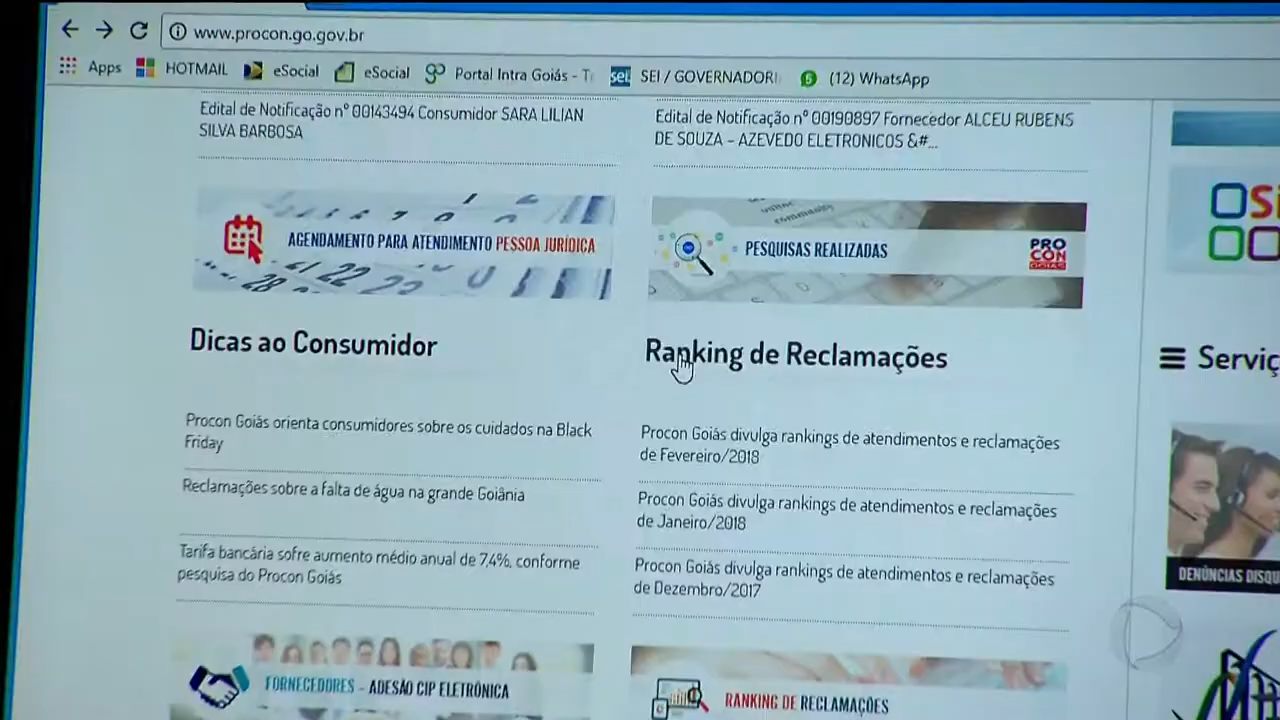 www.procon.go.gov.br
Apps HOTMAIL eSocial eSocial Portal Intra Goiás - T sei SEI / GOVERNADORI (12) WhatsApp
Edital de Notificação nº 00143494 Consumidor SARA LILIAN
SILVA BARBOSA
Edital de Notificação nº 00190897 Fornecedor ALCEU RUBENS
DE SOUZA – AZEVEDO ELETRONICOS &#...
AGENDAMENTO PARA ATENDIMENTO PESSOA JURÍDICA
28 21 22
community
PESQUISAS REALIZADAS
PRO
CON
GOIÁS
Dicas ao Consumidor
Procon Goiás orienta consumidores sobre os cuidados na Black
Friday
Reclamações sobre a falta de água na grande Goiânia
Tarifa bancária sofre aumento médio anual de 7,4%, conforme
pesquisa do Procon Goiás
FORNECEDORES – ADESÃO CIP ELETRÔNICA
Ranking de Reclamações
Procon Goiás divulga rankings de atendimentos e reclamações
de Fevereiro/2018
Procon Goiás divulga rankings de atendimentos e reclamações
de Janeiro/2018
Procon Goiás divulga rankings de atendimentos e reclamações
de Dezembro/2017
RANKING DE RECLAMAÇÕES
Serviç
DENÚNCIAS DISQU